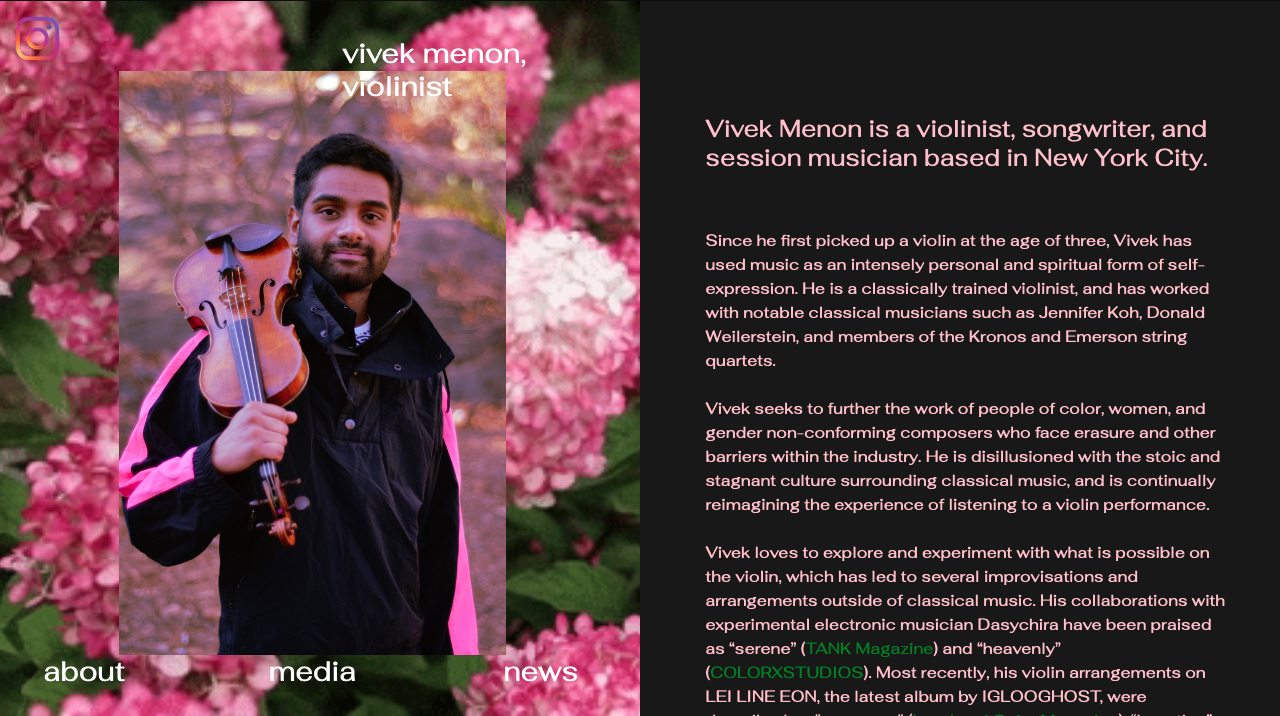 vivek menon,
violinist
about
media
news
Vivek Menon is a violinist, songwriter, and
session musician based in New York City.
Since he first picked up a violin at the age of three, Vivek has
used music as an intensely personal and spiritual form of self-
expression. He is a classically trained violinist, and has worked
with notable classical musicians such as Jennifer Koh, Donald
Weilerstein, and members of the Kronos and Emerson string
quartets.
Vivek seeks to further the work of people of color, women, and
gender non-conforming composers who face erasure and other
barriers within the industry. He is disillusioned with the stoic and
stagnant culture surrounding classical music, and is continually
reimagining the experience of listening to a violin performance.
Vivek loves to explore and experiment with what is possible on
the violin, which has led to several improvisations and
arrangements outside of classical music. His collaborations with
experimental electronic musician Dasychira have been praised
as “serene” (TANK Magazine) and “heavenly”
(COLORXSTUDIOS). Most recently, his violin arrangements on
LEI LINE EON, the latest album by IGLOOGHOST, were